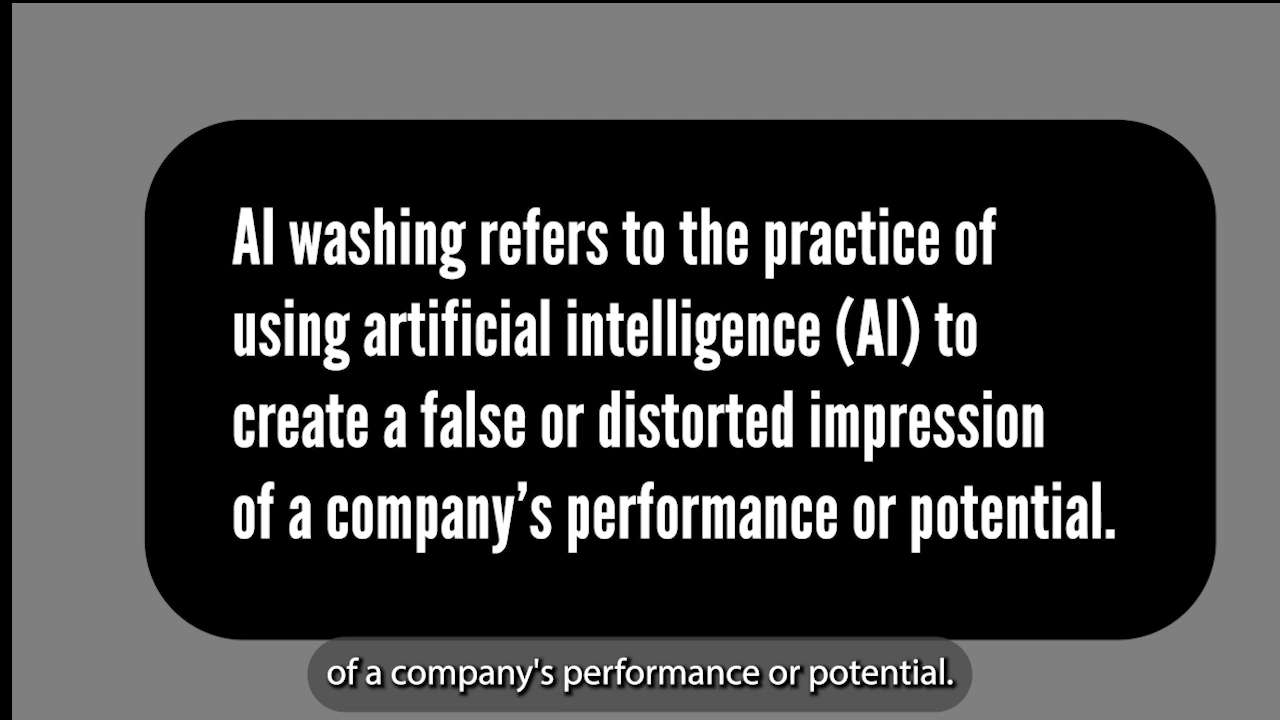 AI washing refers to the practice of
using artificial intelligence (AI) to
create a false or distorted impression
of a company’s performance or potential.
of a company's performance or potential.